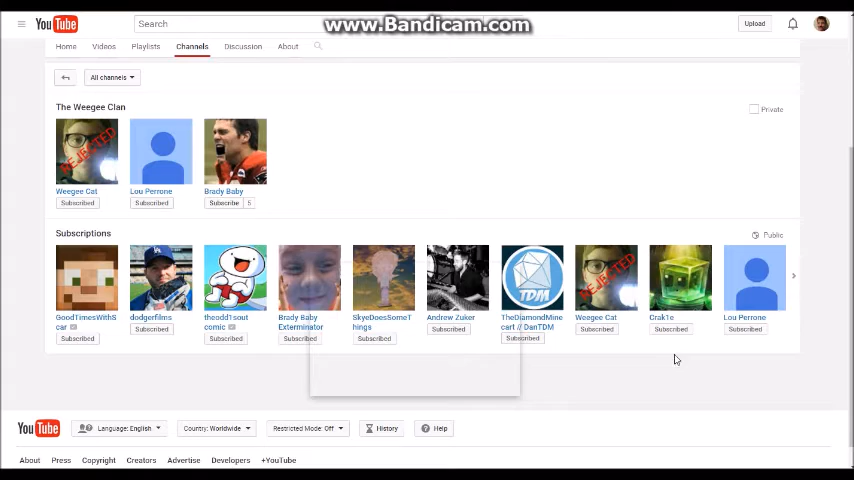 www.Bandicam.com
YouTube Search Upload
Home Videos Playlists Channels Discussion About
All channels
The Weegee Clan Private
REJECTED
Weegee Cat Lou Perrone Brady Baby
Subscribed Subscribed Subscribe 5
Subscriptions Public
TDM REJECTED
GoodTimesWithS dodgerfilms theodd1sout Brady Baby SkyeDoesSomeT Andrew Zuker TheDiamondMine Weegee Cat Crak1e Lou Perrone
car comic Exterminator hings cart // DanTDM
Subscribed Subscribed Subscribed Subscribed Subscribed Subscribed Subscribed Subscribed Subscribed Subscribed
YouTube Language: English Country: Worldwide Restricted Mode: Off History Help
About Press Copyright Creators Advertise Developers +YouTube